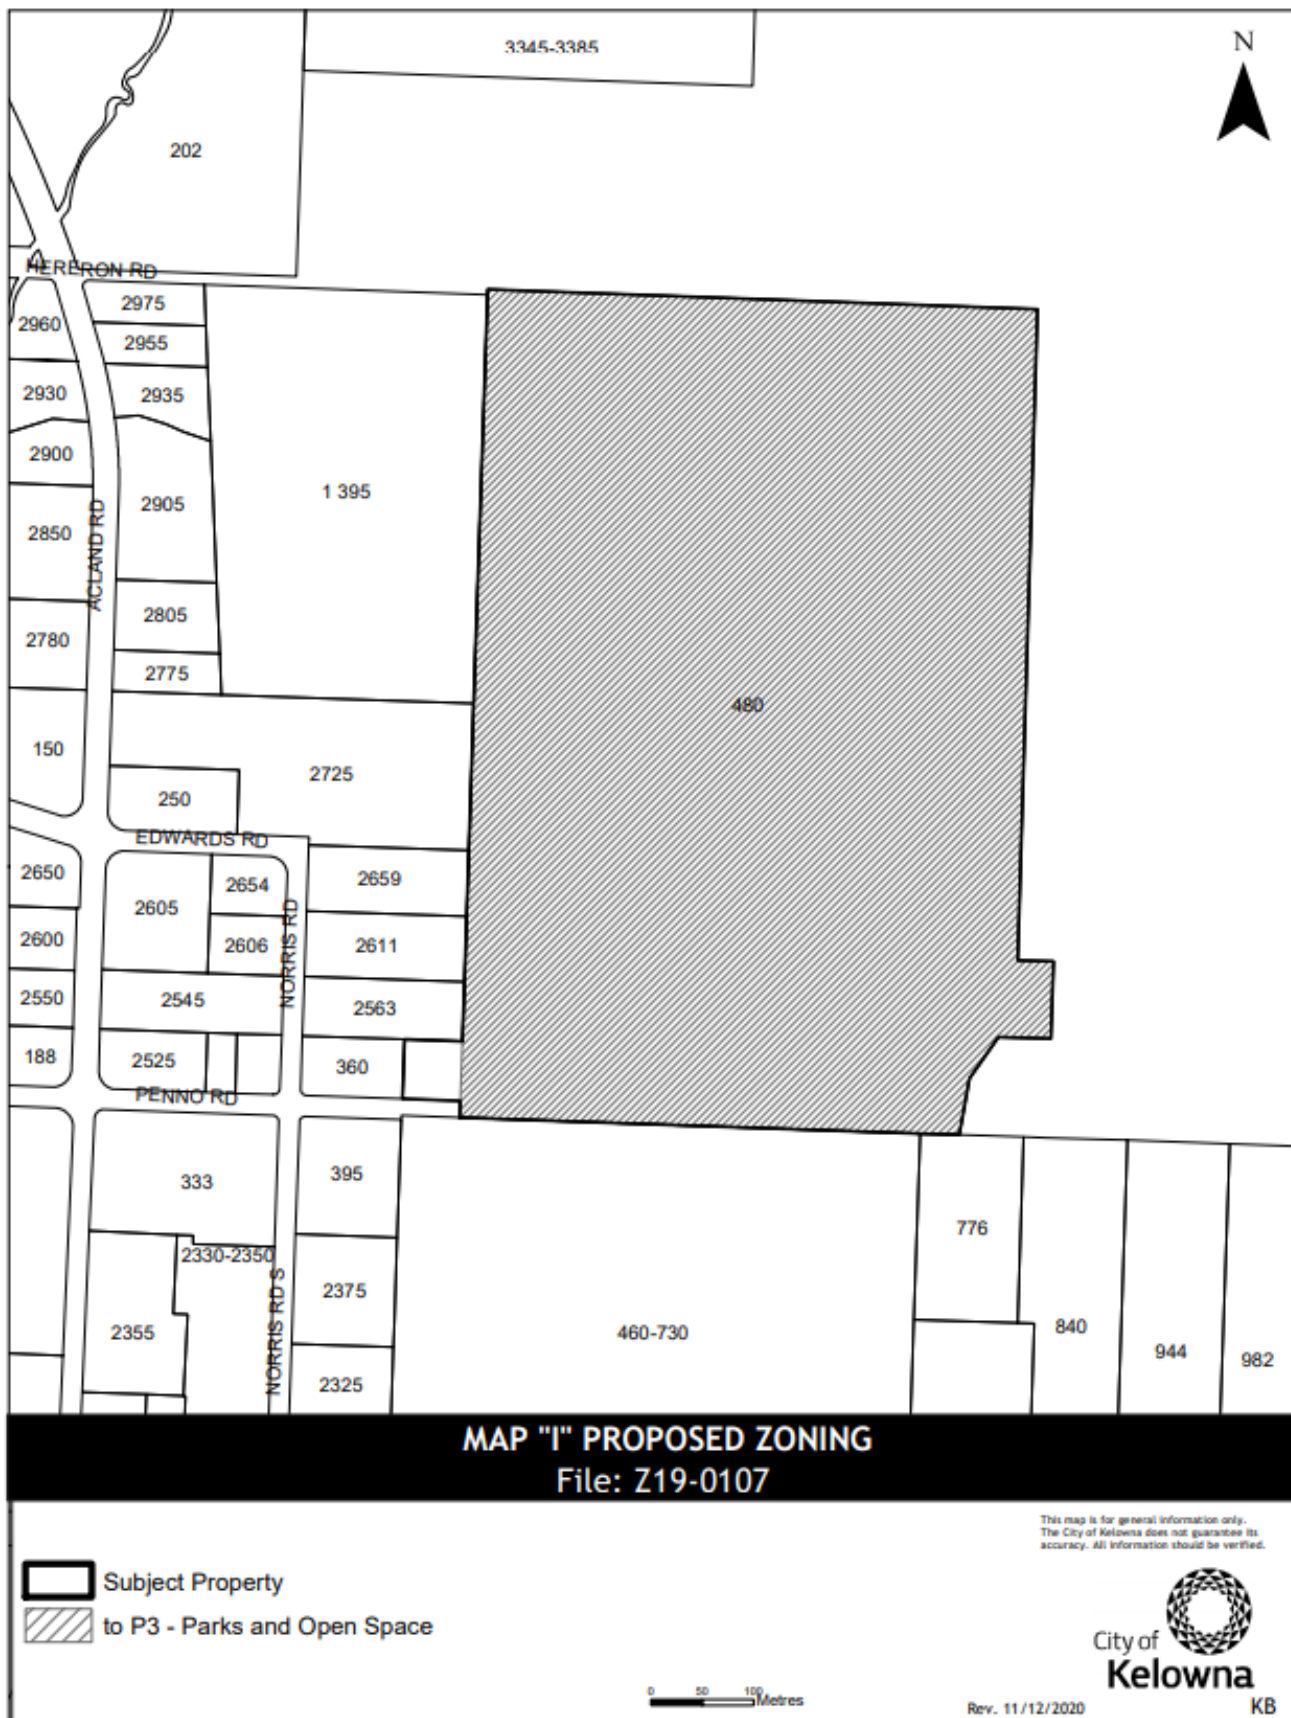 3345-3385
N
202
HERERON RD
2975
2960
2955
2930
2935
2900
1 395
2905
2850
ACLAND RD
2805
2780
2775
480
150
2725
250
EDWARDS RD
2650
2659
2654
2605
NORRIS RD
2600
2606
2611
2550
2545
2563
188
2525
360
PENNO RD
333
395
776
2330-2350
2375
NORRIS RD S
2355
460-730
840
944
982
2325
MAP "I" PROPOSED ZONING
File: Z19-0107
This map is for general information only.
The City of Kelowna does not guarantee its
accuracy. All information should be verified.
Subject Property
to P3 - Parks and Open Space
City of
Kelowna
0 50 100 Metres
Rev. 11/12/2020
KB